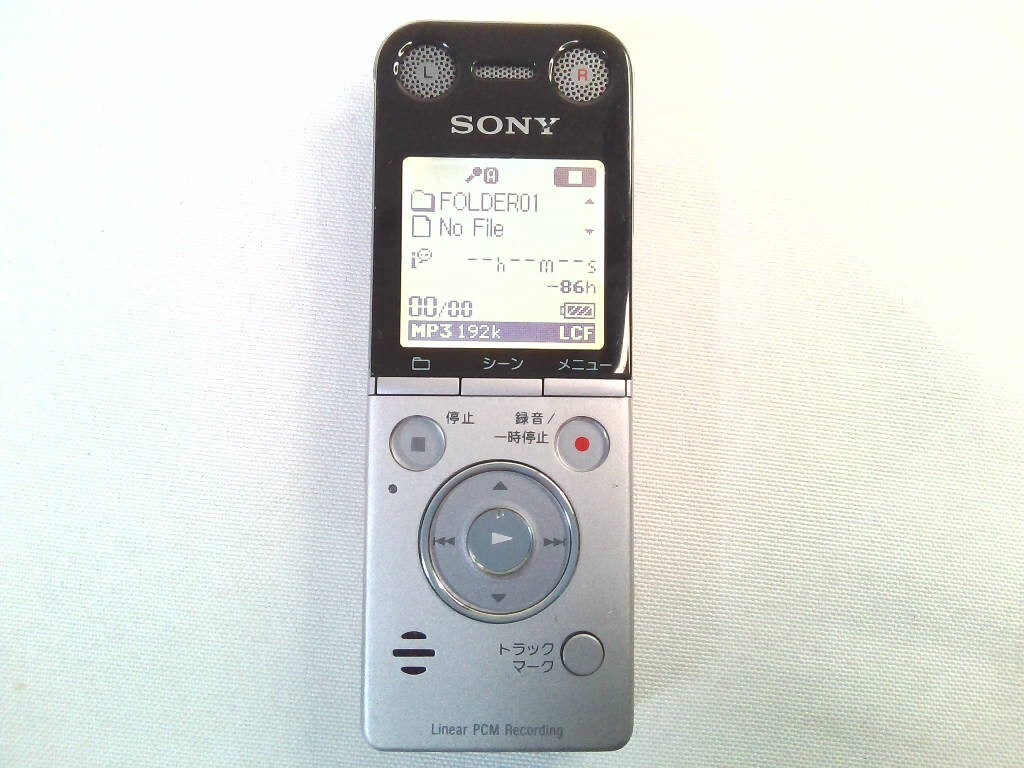 L R
SONY
FOLDER01
No File
--h--m--s
-86h
00/00
MP3 192k LCF
シーン メニュー
停止
録音/
一時停止
トラック
マーク
Linear PCM Recording